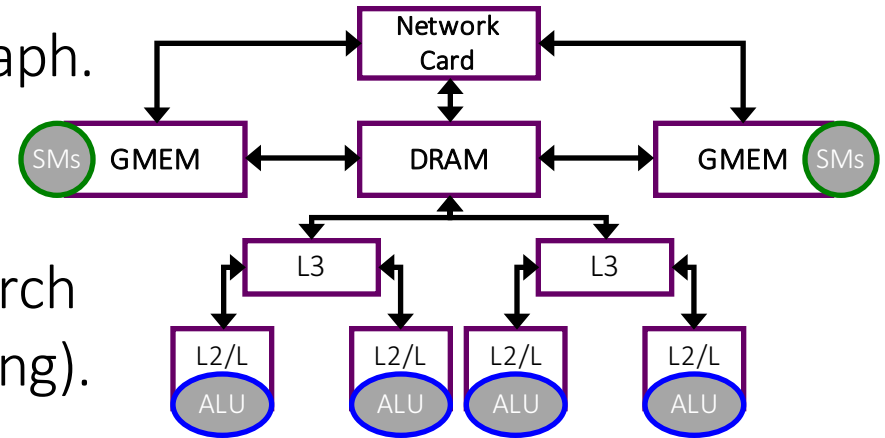 aph.
Network
Card
SMs GMEM DRAM GMEM SMs
L3 L3
rch
ng).
L2/L L2/L L2/L L2/L
ALU ALU ALU ALU